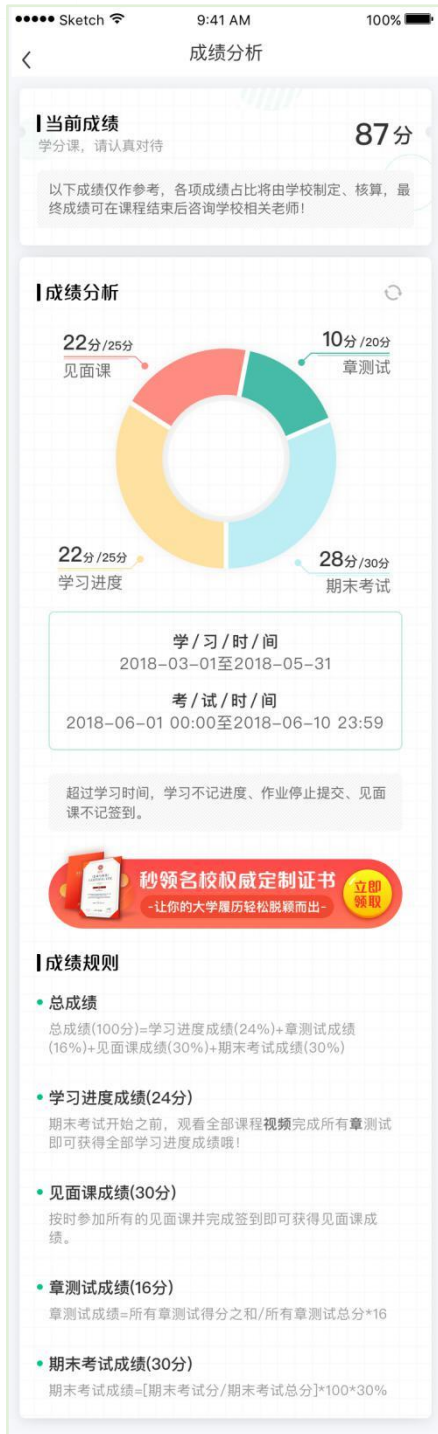 Sketch 9:41 AM 100%
成绩分析
当前成绩
87分
学分课，请认真对待
以下成绩仅作参考，各项成绩占比将由学校制定、核算，最
终成绩可在课程结束后咨询学校相关老师！
成绩分析
22分/25分
见面课
10分/20分
章测试
22分/25分
学习进度
28分/30分
期末考试
学/习/时/间
2018-03-01至2018-05-31
考/试/时/间
2018-06-01 00:00至2018-06-10 23:59
超过学习时间，学习不记进度、作业停止提交、见面
课不记签到。
秒领名校权威定制证书
-让你的大学履历轻松脱颖而出-
立即
领取
成绩规则
总成绩
总成绩(100分)=学习进度成绩(24%)+章测试成绩
(16%)+见面课成绩(30%)+期末考试成绩(30%)
学习进度成绩(24分)
期末考试开始之前，观看全部课程视频完成所有章测试
即可获得全部学习进度成绩哦！
见面课成绩(30分)
按时参加所有的见面课并完成签到即可获得见面课成
绩。
章测试成绩(16分)
章测试成绩=所有章测试得分之和/所有章测试总分*16
期末考试成绩(30分)
期末考试成绩=[期末考试分/期末考试总分]*100*30%